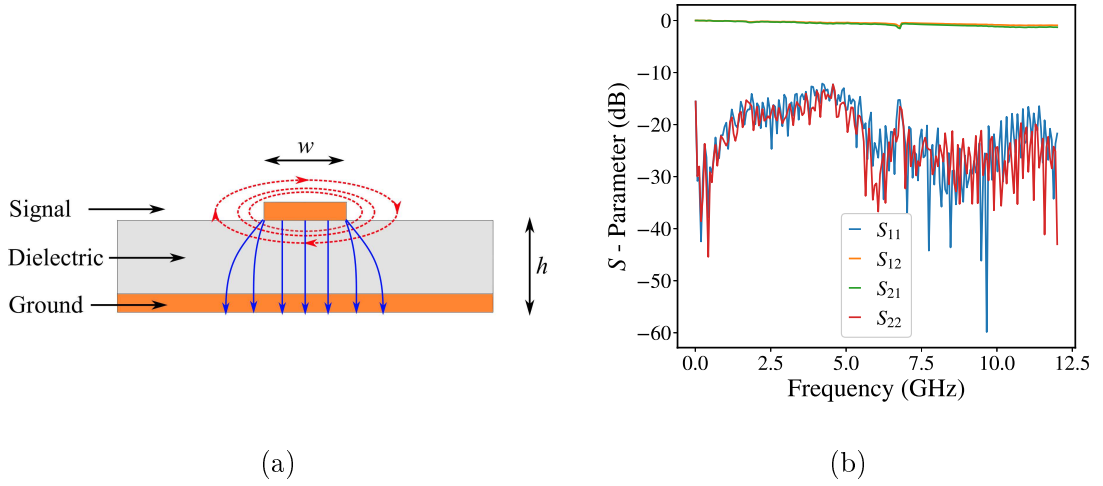 w
Signal
Dielectric
Ground
h
(a)
0
−10
−20
−30
−40
−50
−60
S - Parameter (dB)
S11
S12
S21
S22
0.0 2.5 5.0 7.5 10.0 12.5
Frequency (GHz)
(b)